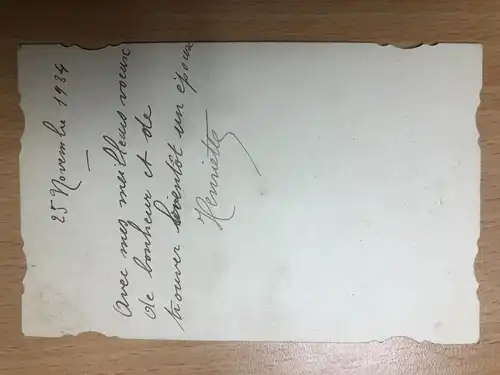 25 Novembre 1934
Avec mes meilleurs voeux
de bonheur et de
trouver bientôt un époux
Henriette